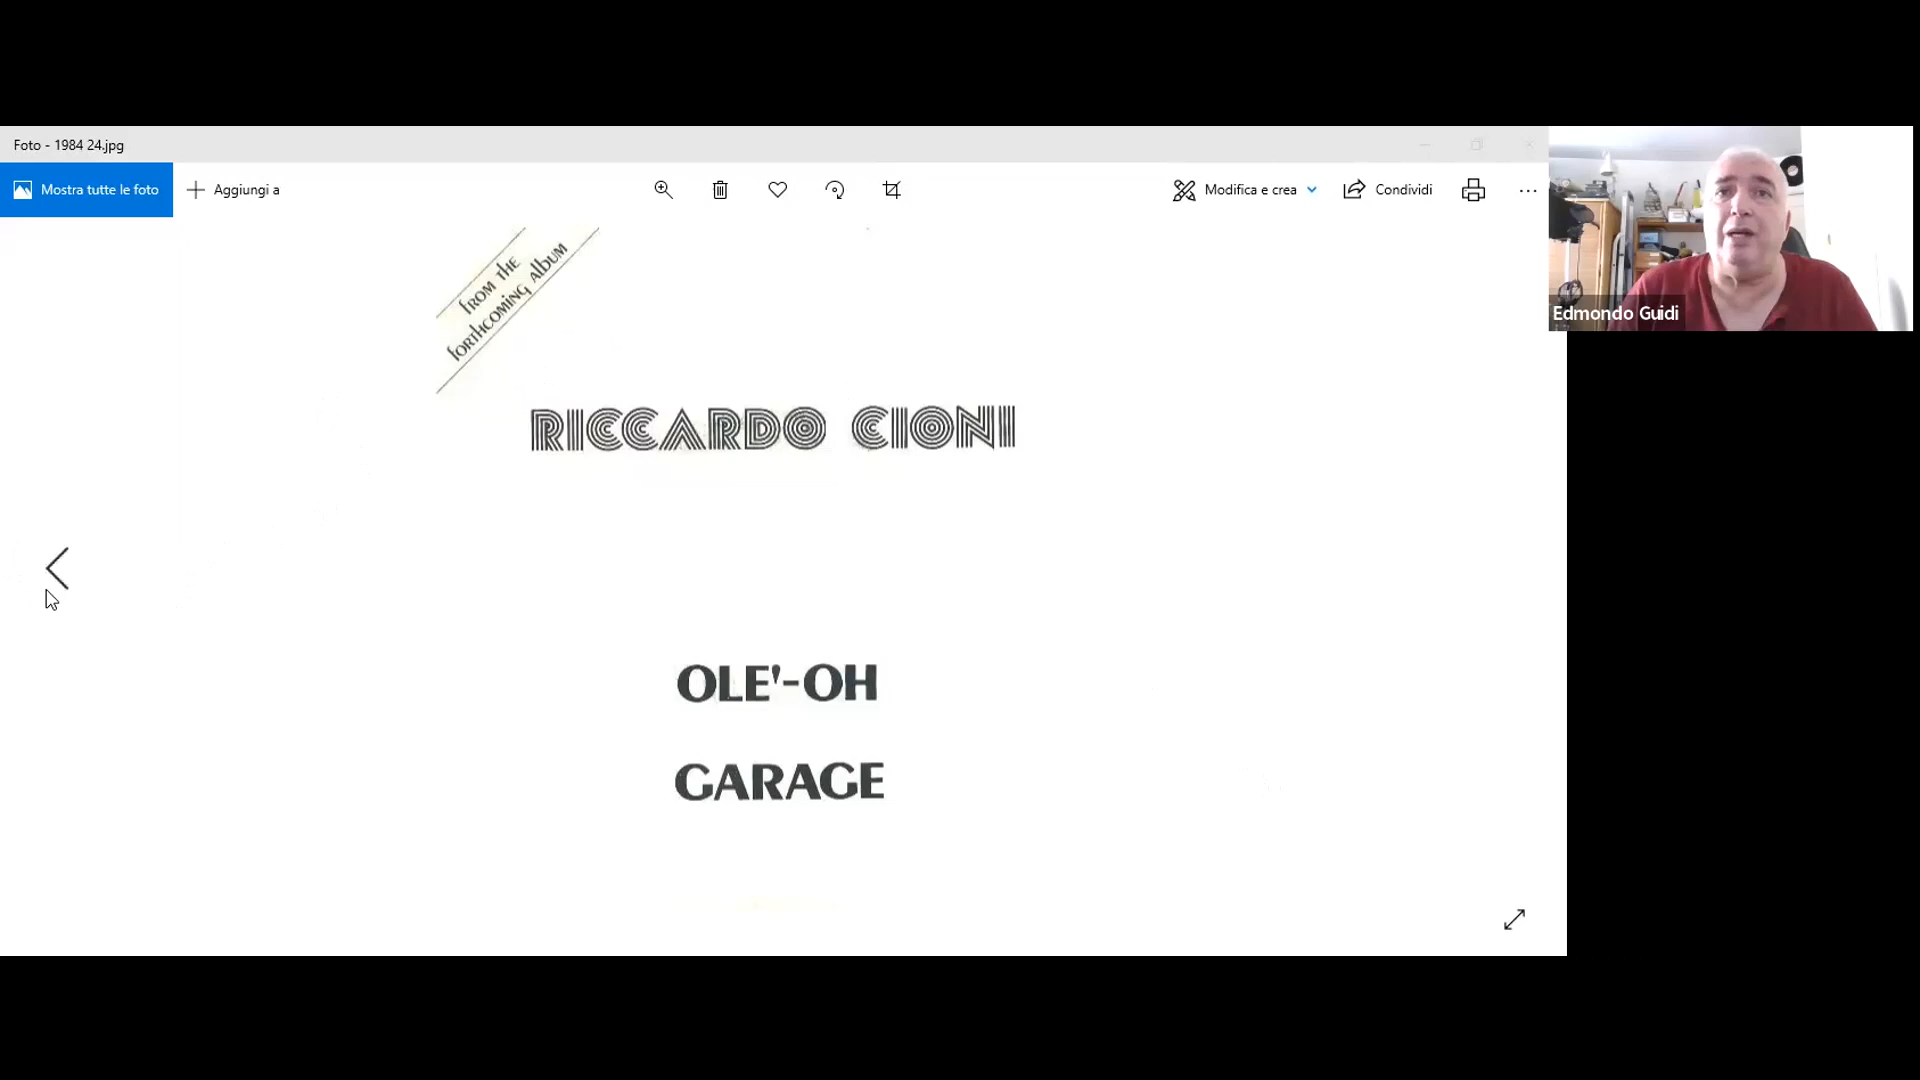 Foto - 1984 24.jpg
Mostra tutte le foto
Aggiungi a
Modifica e crea
Condividi
from the
forthcoming album
RICCARDO CIONI
OLE'-OH
GARAGE
Edmondo Guidi